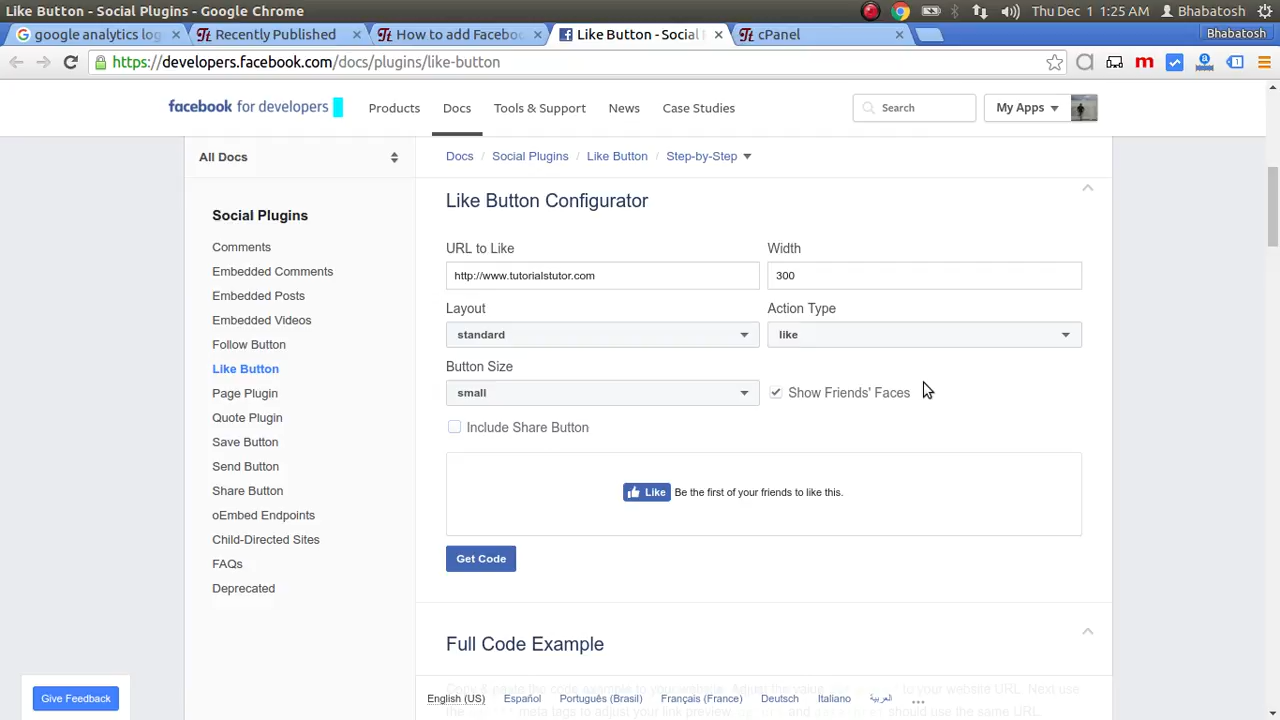 Like Button - Social Plugins - Google Chrome
Thu Dec 1 1:25 AM
Bhabatosh
google analytics log
Recently Published
How to add Faceboo
Like Button - Social
cPanel
Bhabatosh
https://developers.facebook.com/docs/plugins/like-button
facebook for developers
Products
Docs
Tools & Support
News
Case Studies
Search
My Apps
All Docs
Docs / Social Plugins / Like Button / Step-by-Step
Social Plugins
Comments
Embedded Comments
Embedded Posts
Embedded Videos
Follow Button
Like Button
Page Plugin
Quote Plugin
Save Button
Send Button
Share Button
oEmbed Endpoints
Child-Directed Sites
FAQs
Deprecated
Like Button Configurator
URL to Like
Width
http://www.tutorialstutor.com
300
Layout
Action Type
standard
like
Button Size
small
Show Friends' Faces
Include Share Button
Like
Be the first of your friends to like this.
Get Code
Full Code Example
Give Feedback
English (US)
Español
Português (Brasil)
Français (France)
Deutsch
Italiano
العربية
...